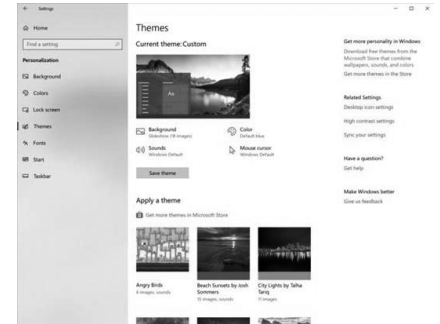 Settings
Home
Find a setting
Personalization
Background
Colors
Lock screen
Themes
Fonts
Start
Taskbar
Themes
Current theme: Custom
Aa
Background
Slideshow (18 images)
Color
Default blue
Sounds
Windows Default
Mouse cursor
Windows Default
Save theme
Apply a theme
Get more themes in Microsoft Store
Angry Birds
6 images, sounds
Beach Sunsets by Josh
Sommers
15 images, sounds
City Lights by Talha
Tariq
11 images
Get more personality in Windows
Download free themes from the
Microsoft Store that combine
wallpapers, sounds, and colors
Get more themes in the Store
Related Settings
Desktop icon settings
High contrast settings
Sync your settings
Have a question?
Get help
Make Windows better
Give us feedback